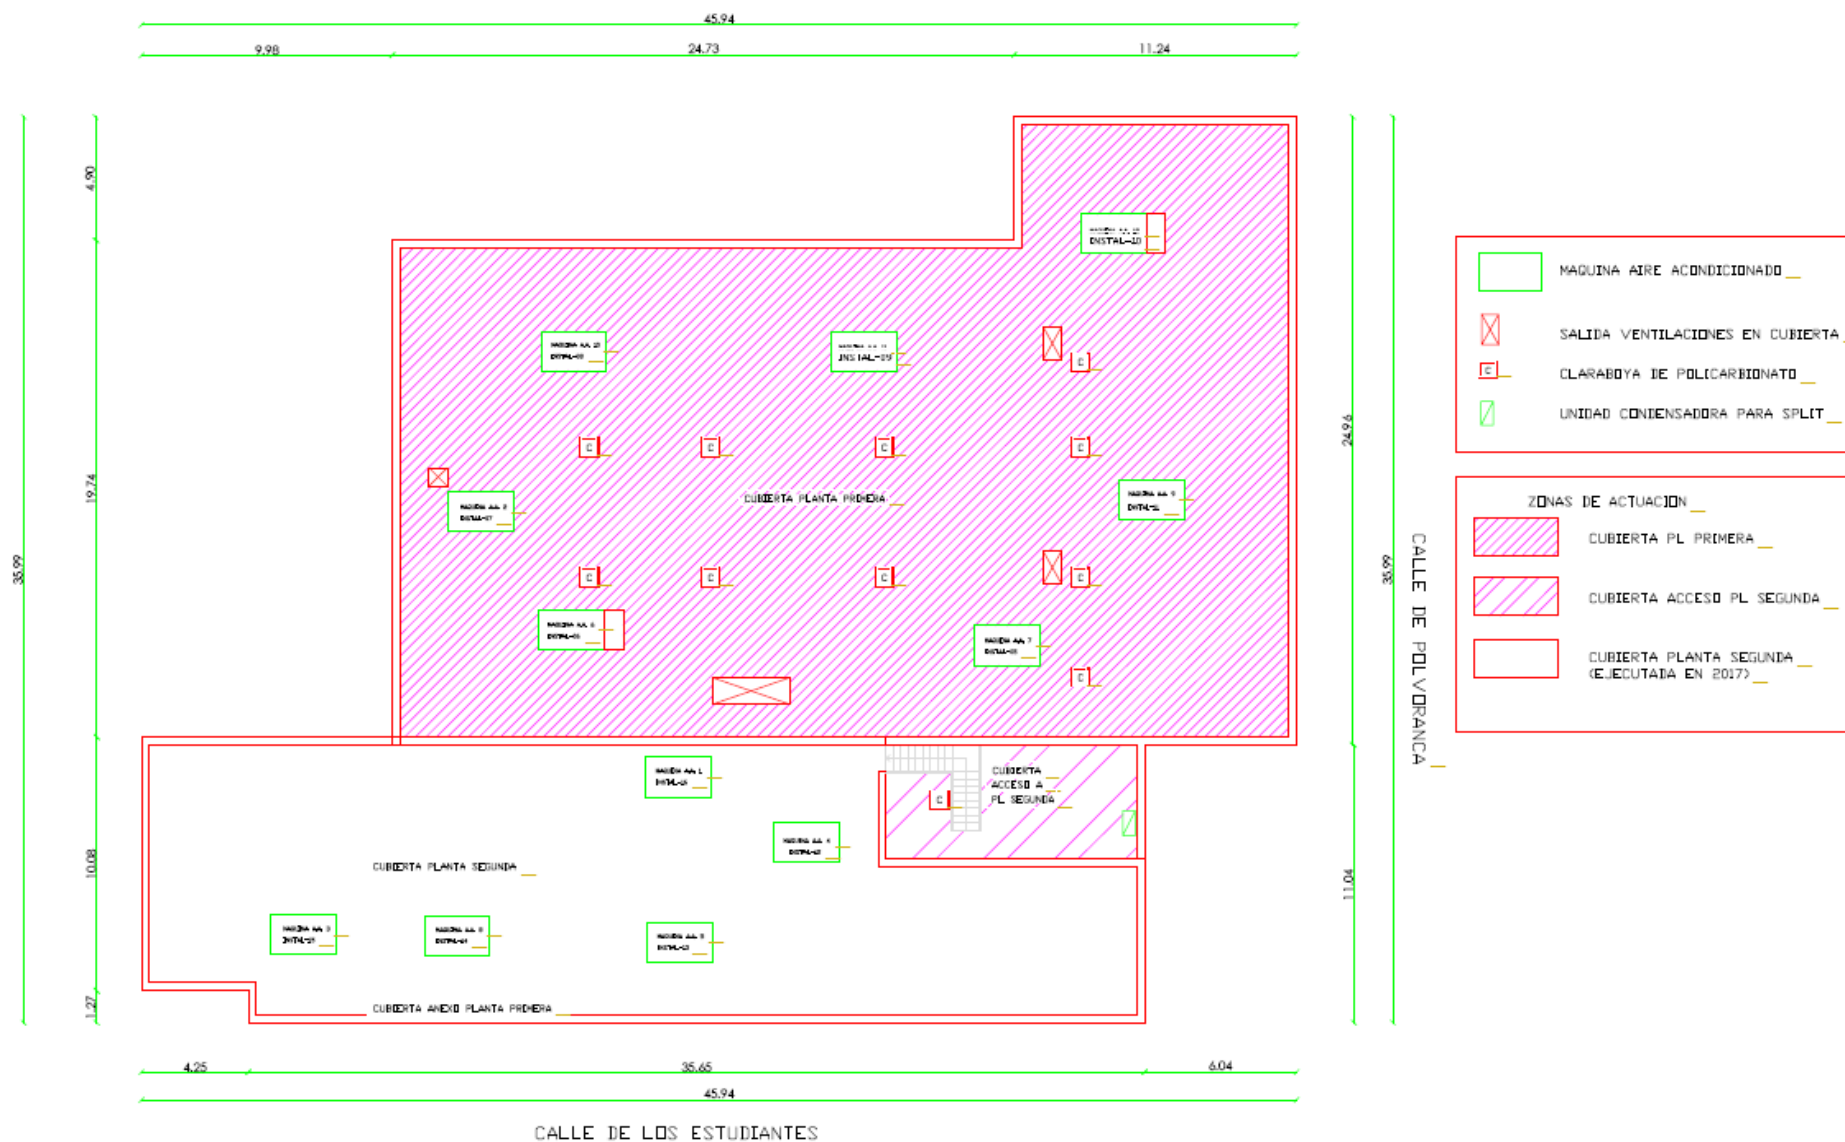 45.94
9.98
24.73
11.24
4.90
19.74
35.99
10.08
1.27
24.96
35.99
11.04
INSTAL-10
INSTAL-09
C
C
C
C
C
CUBIERTA PLANTA PRIMERA
C
C
C
C
C
CUBIERTA
ACCESO A
PL SEGUNDA
C
CUBIERTA PLANTA SEGUNDA
CUBIERTA ANEXO PLANTA PRIMERA
4.25
35.65
6.04
45.94
CALLE DE LOS ESTUDIANTES
CALLE DE POLVORANCA
MAQUINA AIRE ACONDICIONADO
SALIDA VENTILACIONES EN CUBIERTA
C
CLARABOYA DE POLICARBIONATO
UNIDAD CONDENSADORA PARA SPLIT
ZONAS DE ACTUACION
CUBIERTA PL PRIMERA
CUBIERTA ACCESO PL SEGUNDA
CUBIERTA PLANTA SEGUNDA
(EJECUTADA EN 2017)